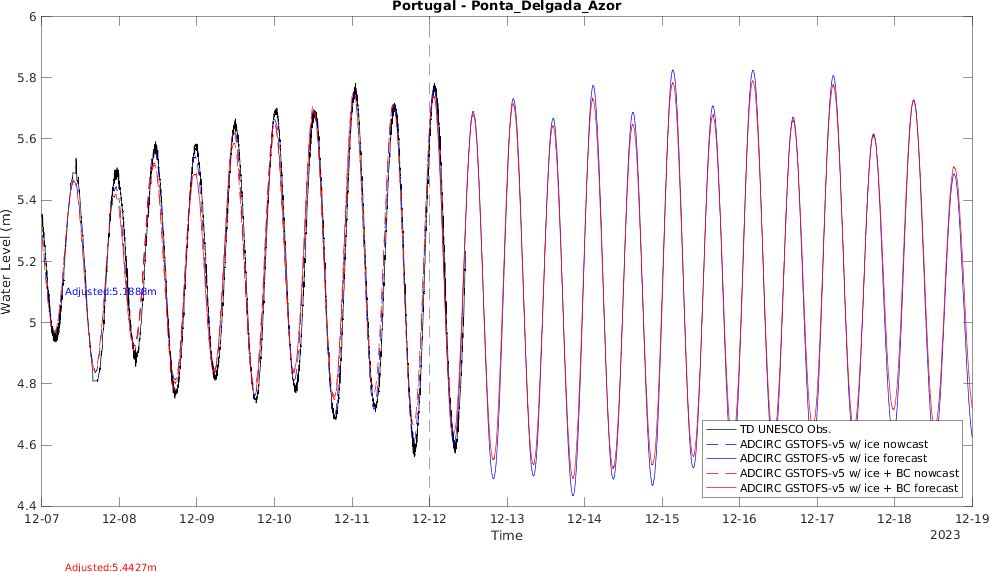 Portugal - Ponta_Delgada_Azor
6
5.8
5.6
5.4
5.2
5
4.8
4.6
4.4
Water Level (m)
Adjusted:5.1888m
TD UNESCO Obs.
ADCIRC GSTOFS-v5 w/ ice nowcast
ADCIRC GSTOFS-v5 w/ ice forecast
ADCIRC GSTOFS-v5 w/ ice + BC nowcast
ADCIRC GSTOFS-v5 w/ ice + BC forecast
12-07 12-08 12-09 12-10 12-11 12-12 12-13 12-14 12-15 12-16 12-17 12-18 12-19
Time
2023
Adjusted:5.4427m